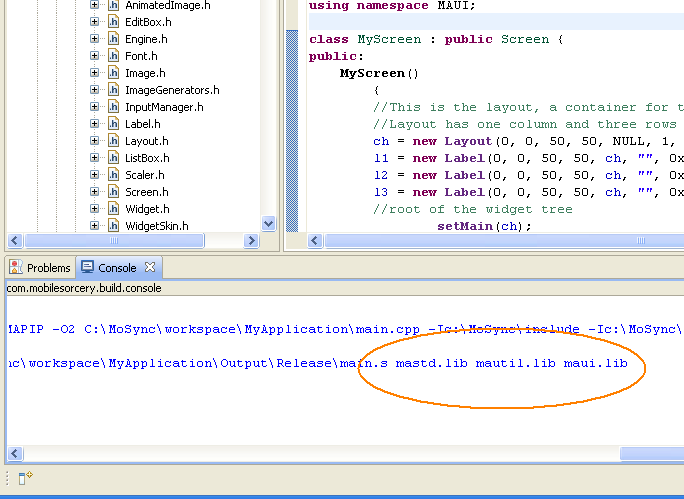 AnimatedImage.h
EditBox.h
Engine.h
Font.h
Image.h
ImageGenerators.h
InputManager.h
Label.h
Layout.h
ListBox.h
Scaler.h
Screen.h
Widget.h
WidgetSkin.h
using namespace MAUI;
class MyScreen : public Screen {
public:
MyScreen()
{
//This is the layout, a container for t
//Layout has one column and three rows
ch = new Layout(0, 0, 50, 50, NULL, 1,
l1 = new Label(0, 0, 50, 50, ch, "", 0x
l2 = new Label(0, 0, 50, 50, ch, "", 0x
l3 = new Label(0, 0, 50, 50, ch, "", 0x
//root of the widget tree
setMain(ch);
Problems Console
com.mobilesorcery.build.console
MAPIP -O2 C:\MoSync\workspace\MyApplication\main.cpp -Ic:\MoSync\include -Ic:\MoSync\
nc\workspace\MyApplication\Output\Release\main.s mastd.lib mautil.lib maui.lib